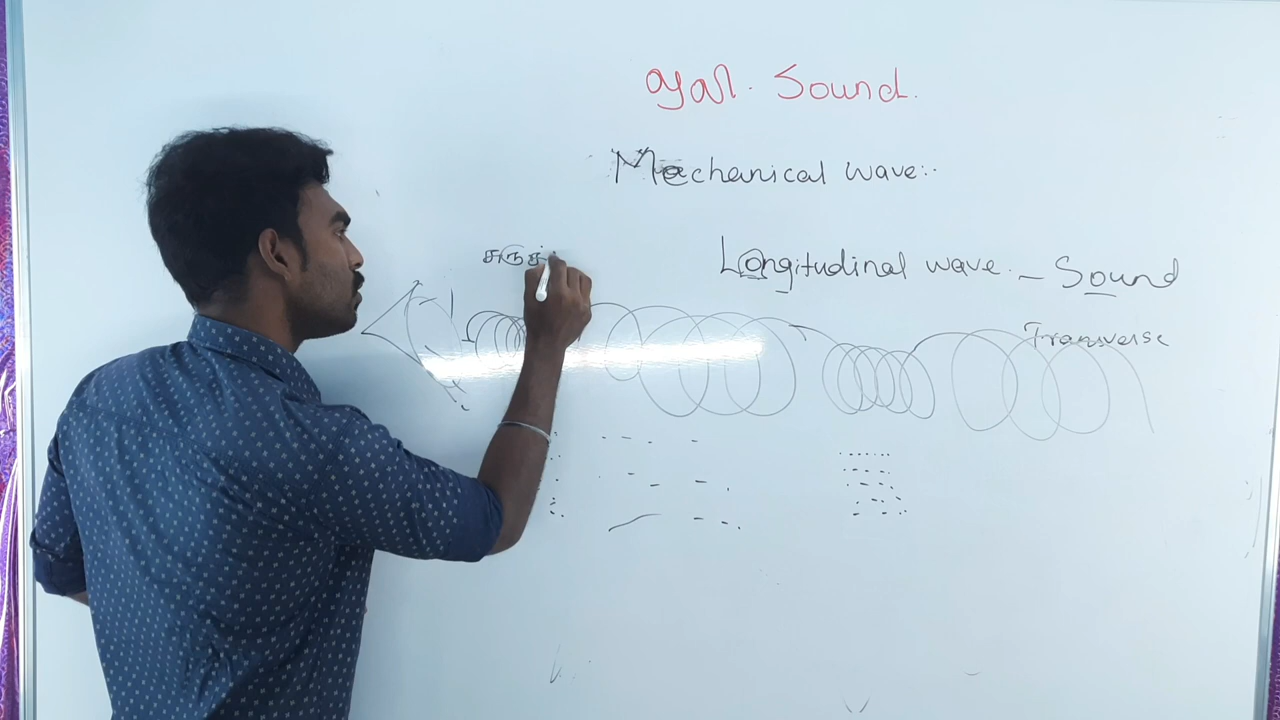 ஒலி. Sound.
Mechanical wave:-
Longitudinal wave. - Sound
Transverse